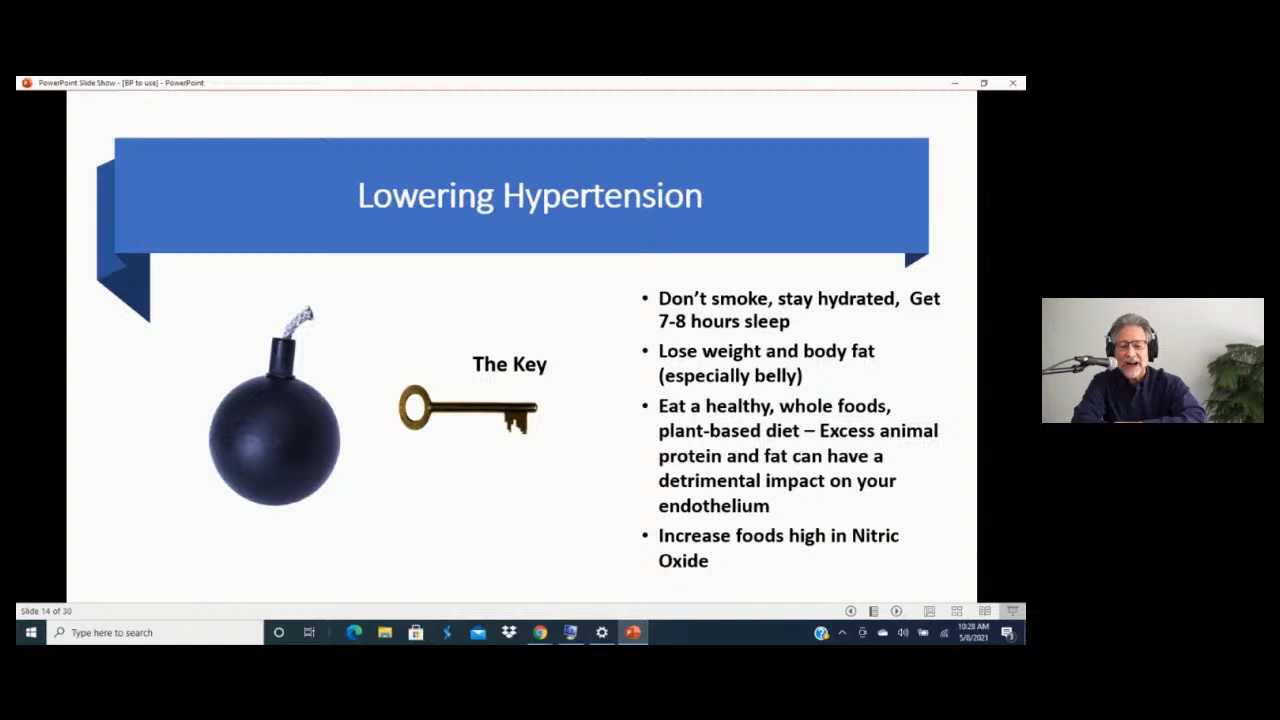 PowerPoint Slide Show - [BP to use] - PowerPoint
Lowering Hypertension
The Key
• Don’t smoke, stay hydrated, Get
7-8 hours sleep
• Lose weight and body fat
(especially belly)
• Eat a healthy, whole foods,
plant-based diet – Excess animal
protein and fat can have a
detrimental impact on your
endothelium
• Increase foods high in Nitric
Oxide
Slide 14 of 30
Type here to search
10:28 AM
5/8/2021